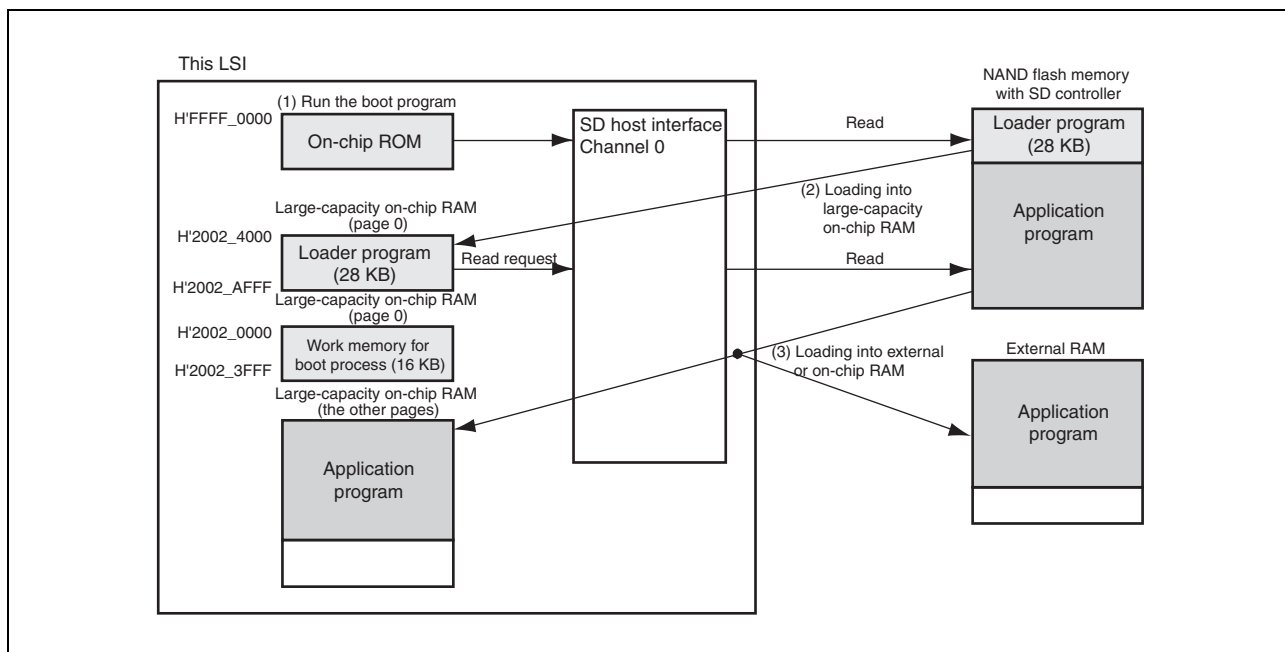 This LSI
(1) Run the boot program
H'FFFF_0000
On-chip ROM
SD host interface
Channel 0
Read
NAND flash memory
with SD controller
Loader program
(28 KB)
Application
program
(2) Loading into
large-capacity
on-chip RAM
Large-capacity on-chip RAM
(page 0)
H'2002_4000
Loader program
(28 KB)
Read request
Read
H'2002_AFFF
Large-capacity on-chip RAM
(page 0)
H'2002_0000
Work memory for
boot process (16 KB)
H'2002_3FFF
(3) Loading into external
or on-chip RAM
External RAM
Application
program
Large-capacity on-chip RAM
(the other pages)
Application
program